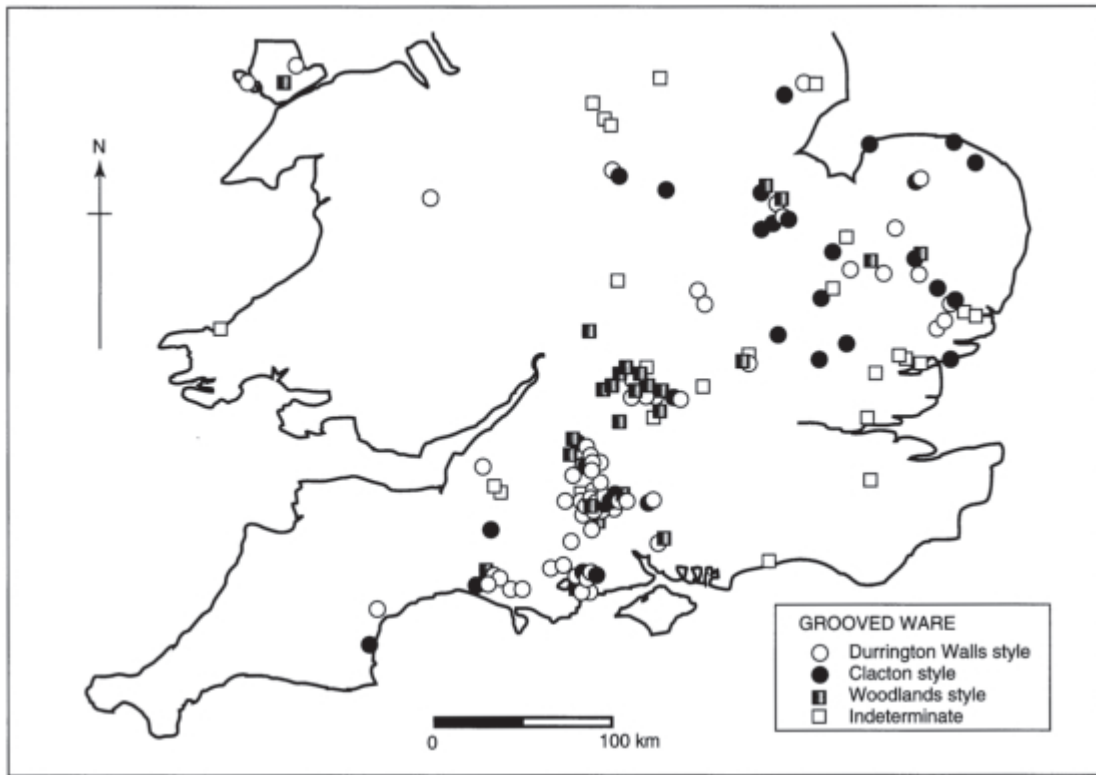 N
GROOVED WARE
Durrington Walls style
Clacton style
Woodlands style
Indeterminate
0 100 km